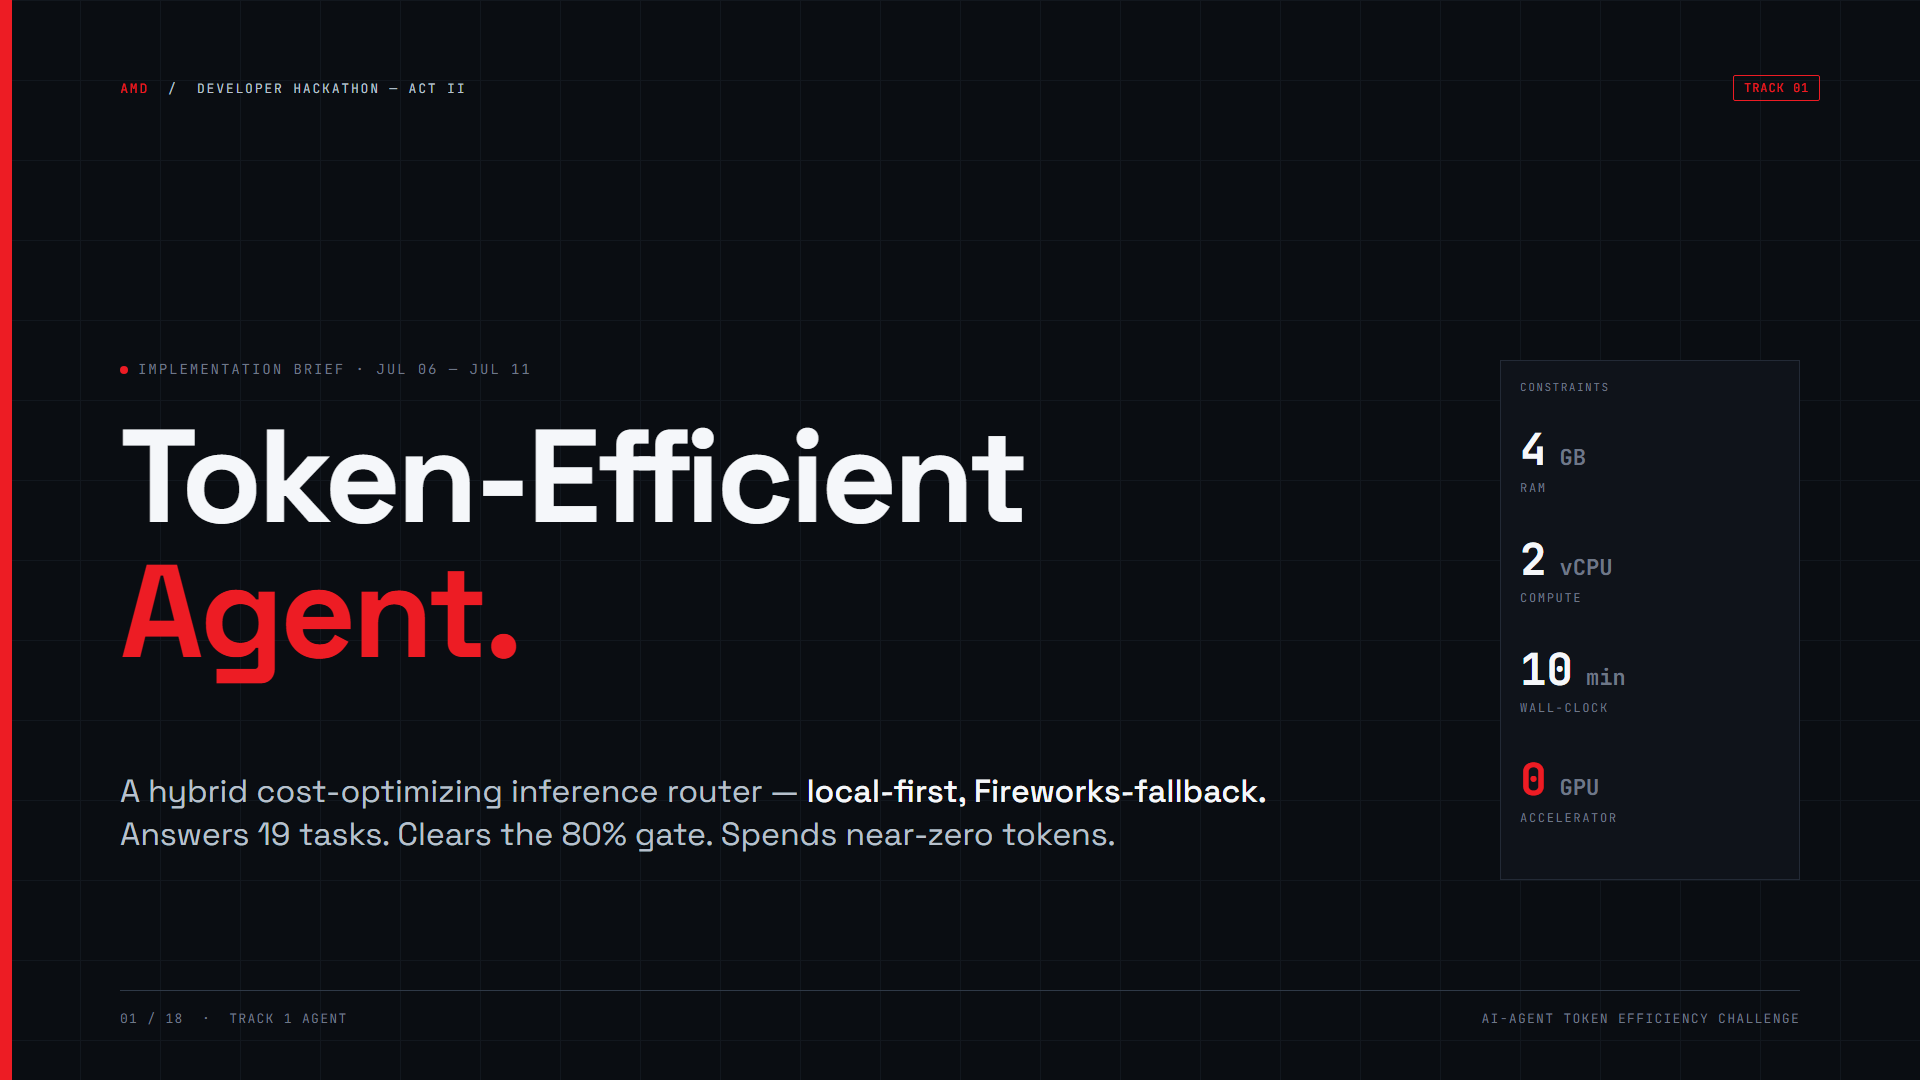 AMD / DEVELOPER HACKATHON — ACT II
TRACK 01
IMPLEMENTATION BRIEF · JUL 06 — JUL 11
Token-Efficient
Agent.
A hybrid cost-optimizing inference router — local-first, Fireworks-fallback.
Answers 19 tasks. Clears the 80% gate. Spends near-zero tokens.
CONSTRAINTS
4 GB
RAM
2 vCPU
COMPUTE
10 min
WALL-CLOCK
0 GPU
ACCELERATOR
01 / 18 · TRACK 1 AGENT
AI-AGENT TOKEN EFFICIENCY CHALLENGE